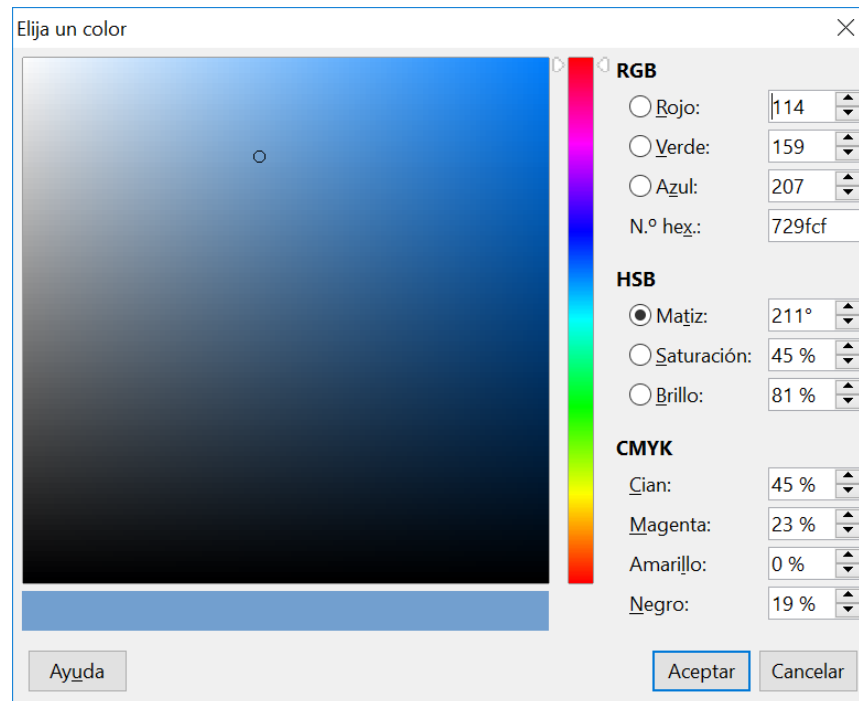 Elija un color
RGB
Rojo: 114
Verde: 159
Azul: 207
N.º hex.: 729fcf
HSB
Matiz: 211°
Saturación: 45 %
Brillo: 81 %
CMYK
Cian: 45 %
Magenta: 23 %
Amarillo: 0 %
Negro: 19 %
Ayuda Aceptar Cancelar